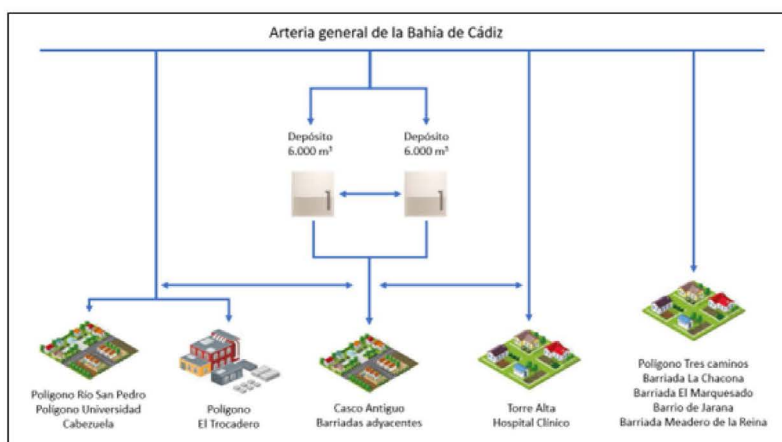 Arteria general de la Bahía de Cádiz
Depósito
6.000 m³
Depósito
6.000 m³
Polígono Río San Pedro
Polígono Universidad
Cabezuela
Polígono
El Trocadero
Casco Antiguo
Barriadas adyacentes
Torre Alta
Hospital Clínico
Polígono Tres caminos
Barriada La Chacona
Barriada El Marquesado
Barrio de Jarana
Barriada Meadero de la Reina